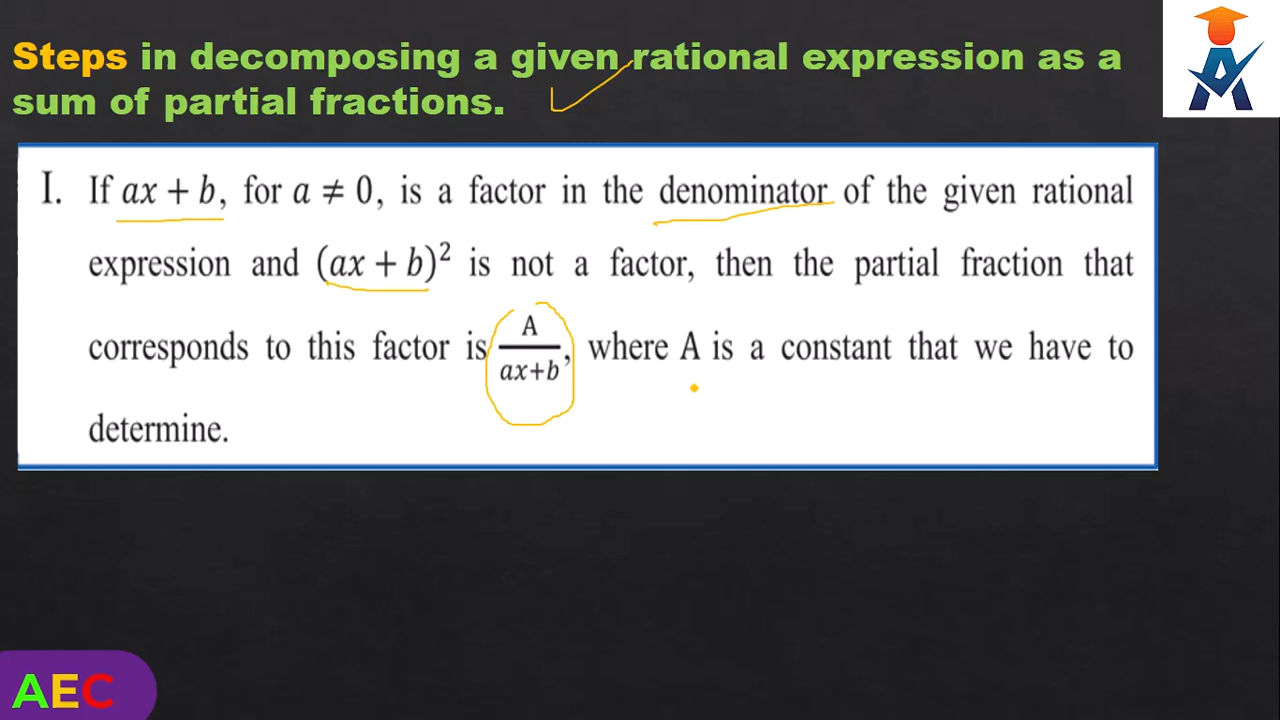 Steps in decomposing a given rational expression as a
sum of partial fractions.
I. If ax + b, for a ≠ 0, is a factor in the denominator of the given rational
expression and (ax + b)² is not a factor, then the partial fraction that
corresponds to this factor is A/(ax+b), where A is a constant that we have to
determine.
AEC